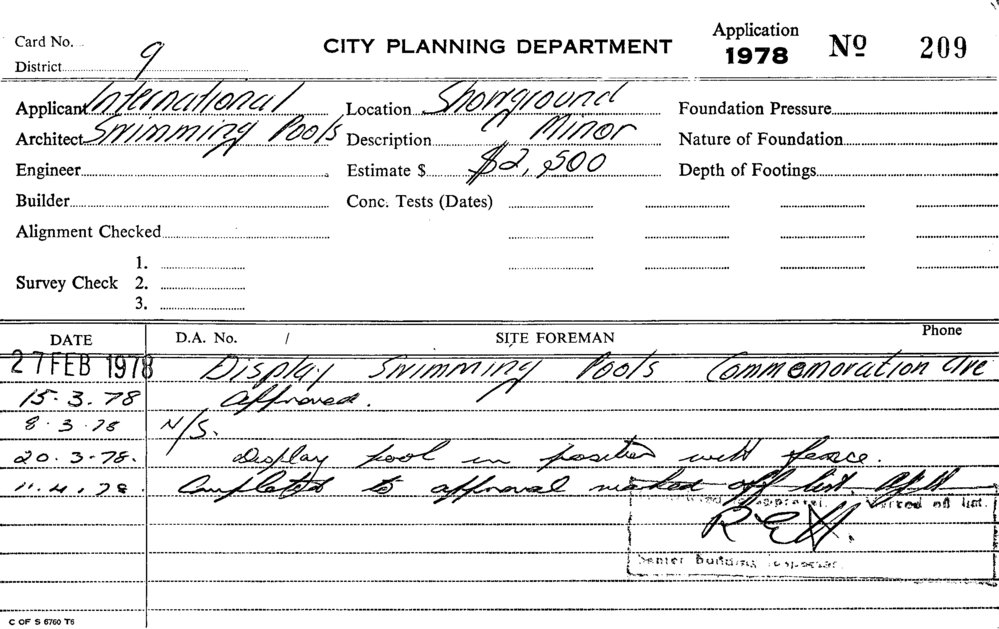 Card No.
CITY PLANNING DEPARTMENT
Application
1978 No 209
District 9
Applicant International Location Showground Foundation Pressure
Architect Swimming Pools Description Minor Nature of Foundation
Engineer Estimate $ $2,500 Depth of Footings
Builder Conc. Tests (Dates)
Alignment Checked
1.
Survey Check 2.
3.
DATE D.A. No. / SITE FOREMAN Phone
27 FEB 1978 Display Swimming Pools Commemoration Ave
15.3.78 Approved.
8.3.78 N/S.
20.3.78. Display pool in position with fence.
11.4.78. Completed to approval marked off list.
approval. Marked off list.
R.E.H.
Senior Building Inspector
C OF S 6760 T6